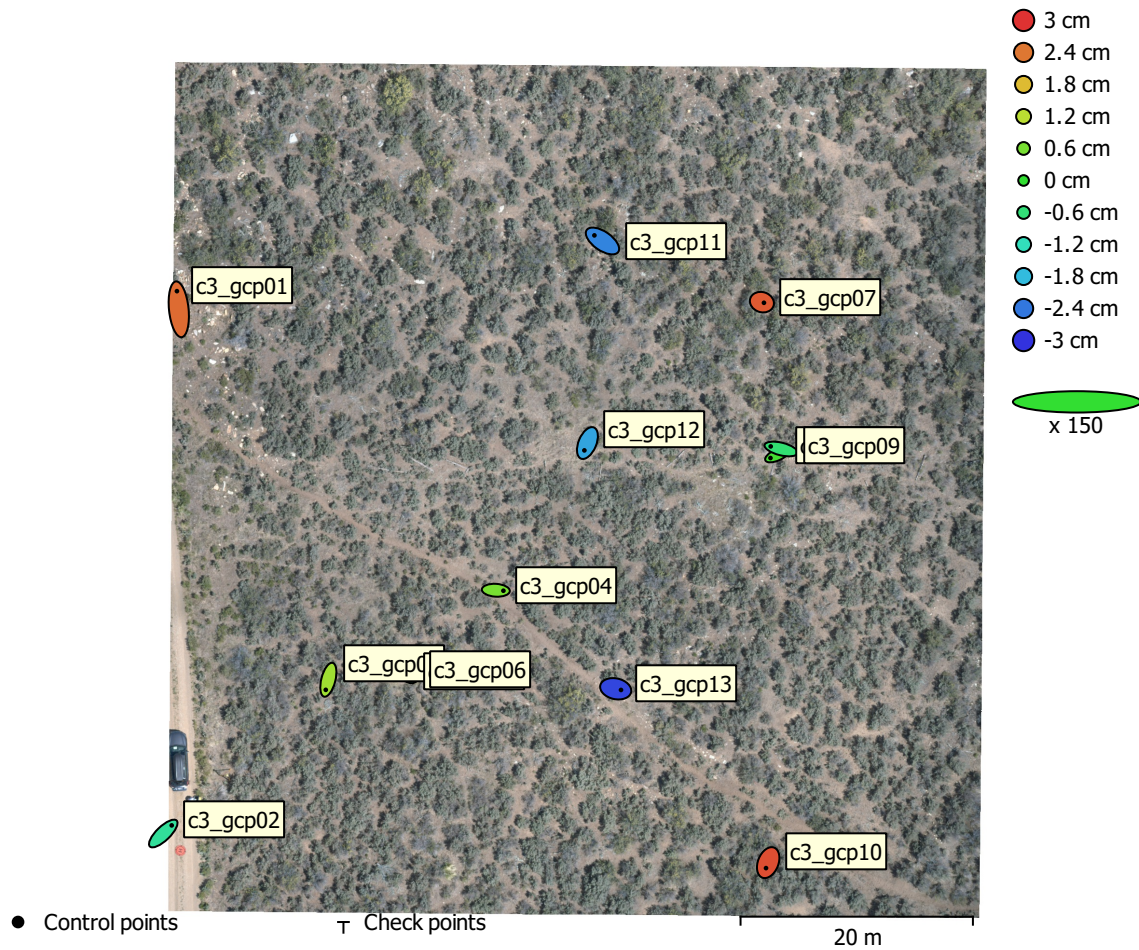 3 cm
2.4 cm
1.8 cm
1.2 cm
0.6 cm
0 cm
-0.6 cm
-1.2 cm
-1.8 cm
-2.4 cm
-3 cm
x 150
c3_gcp11
c3_gcp01
c3_gcp07
c3_gcp12
c3_gcp09
c3_gcp04
c3_gcp06
c3_gcp13
c3_gcp02
c3_gcp10
Control points
Check points
20 m